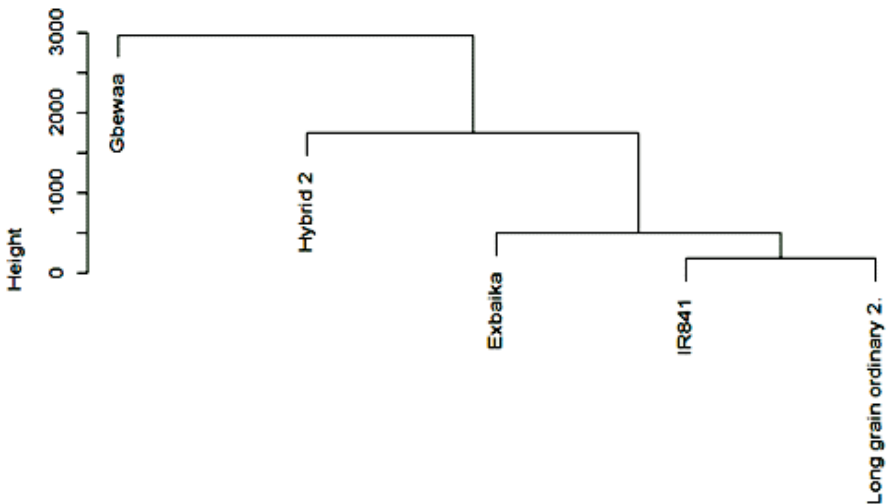 Height
3000
2000
1000
0
Gbewaa
Hybrid 2
Exbaika
IR841
Long grain ordinary 2.